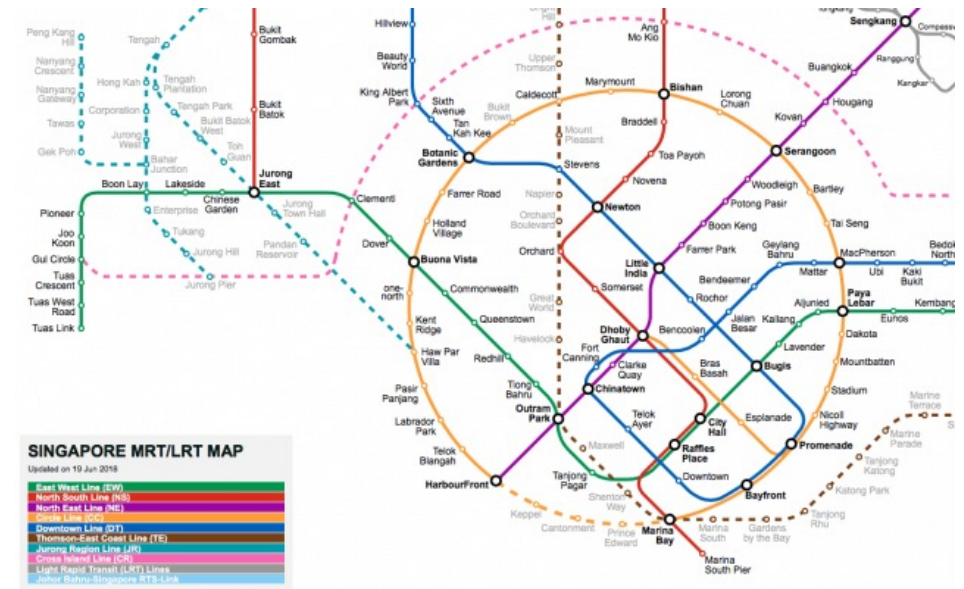 Hillview
Sengkang
Compass
Peng Kang
Hill
Tengah
Bukit
Gombak
Ang
Mo Kio
Nanyang
Crescent
Beauty
World
Upper
Thomson
Buangkok
Ranggung
Kangkar
Hong Kah
Tengah
Plantation
Nanyang
Gateway
King Albert
Park
Marymount
Caldecott
Bishan
Lorong
Chuan
Hougang
Corporation
Tengah Park
Bukit
Batok
Sixth
Avenue
Bukit
Brown
Braddell
Kovan
Tawas
Bukit Batok
West
Tan
Kah Kee
Mount
Pleasant
Jurong
West
Toh
Guan
Botanic
Gardens
Toa Payoh
Serangoon
Gek Poh
Bahar
Junction
Stevens
Boon Lay
Lakeside
Chinese
Garden
Jurong
East
Clementi
Farrer Road
Napier
Novena
Woodleigh
Bartley
Pioneer
Enterprise
Jurong
Town Hall
Newton
Potong Pasir
Orchard
Boulevard
Holland
Village
Joo
Koon
Tukang
Pandan
Reservoir
Dover
Boon Keng
Tai Seng
Gul Circle
Jurong Hill
Buona Vista
Orchard
Farrer Park
Geylang
Bahru
MacPherson
Bedok
North
Tuas
Crescent
Jurong Pier
Little
India
Bendemeer
Mattar
Ubi
Kaki
Bukit
Tuas West
Road
one-
north
Commonwealth
Great
World
Somerset
Rochor
Aljunied
Paya
Lebar
Tuas Link
Kent
Ridge
Queenstown
Dhoby
Ghaut
Bencoolen
Jalan
Besar
Kallang
Eunos
Kembang
Haw Par
Villa
Redhill
Havelock
Fort
Canning
Clarke
Quay
Bras
Basah
Lavender
Dakota
Bugis
Mountbatten
Pasir
Panjang
Tiong
Bahru
Chinatown
Stadium
Marine
Terrace
S
Outram
Park
Telok
Ayer
City
Hall
Esplanade
Nicoll
Highway
Labrador
Park
Marine
Parade
Maxwell
Raffles
Place
Promenade
Telok
Blangah
Tanjong
Katong
HarbourFront
Tanjong
Pagar
Downtown
Bayfront
Katong Park
Shenton
Way
Keppel
Cantonment
Prince
Edward
Marina
Bay
Marina
South
Gardens
by the Bay
Tanjong
Rhu
Marina
South Pier
SINGAPORE MRT/LRT MAP
Updated on 19 Jun 2018
East West Line (EW)
North South Line (NS)
North East Line (NE)
Circle Line (CC)
Downtown Line (DT)
Thomson-East Coast Line (TE)
Jurong Region Line (JR)
Cross Island Line (CR)
Light Rapid Transit (LRT) Lines
Johor Bahru-Singapore RTS-Link